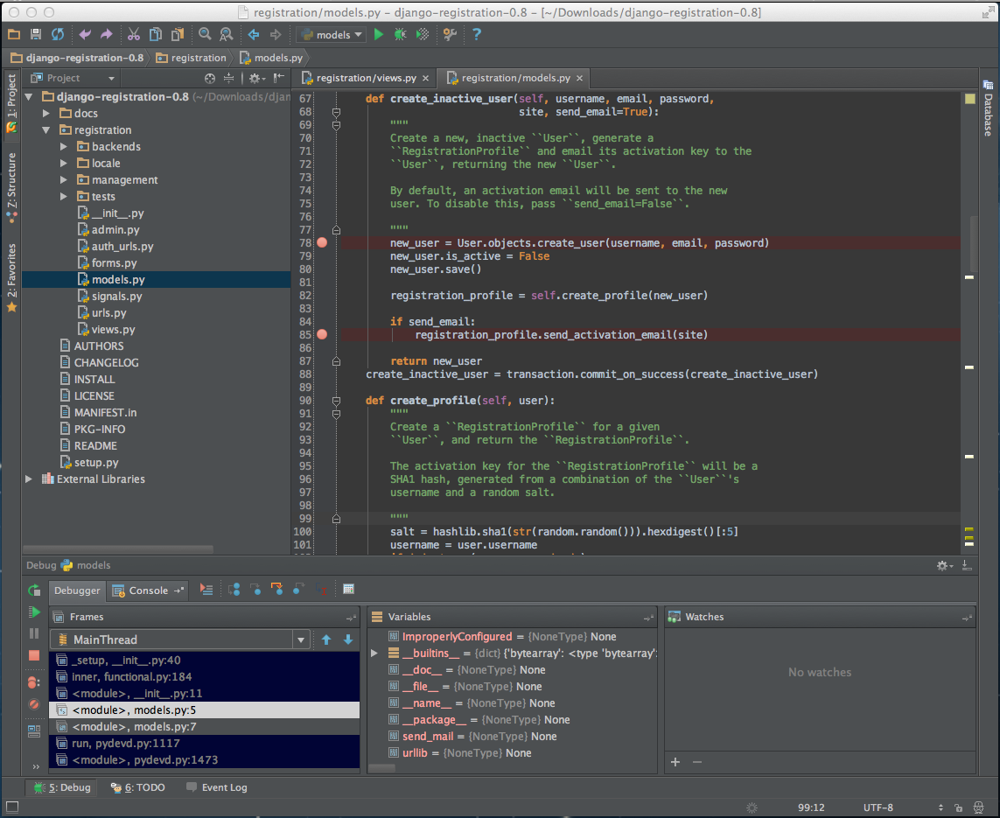 registration/models.py - django-registration-0.8 - [~/Downloads/django-registration-0.8]
models
django-registration-0.8 registration models.py
1: Project
Z: Structure
2: Favorites
Project
django-registration-0.8 (~/Downloads/djan
docs
registration
backends
locale
management
tests
__init__.py
admin.py
auth_urls.py
forms.py
models.py
signals.py
urls.py
views.py
AUTHORS
CHANGELOG
INSTALL
LICENSE
MANIFEST.in
PKG-INFO
README
setup.py
External Libraries
registration/views.py × registration/models.py ×
67 def create_inactive_user(self, username, email, password,
68 site, send_email=True):
69 """
70 Create a new, inactive ``User``, generate a
71 ``RegistrationProfile`` and email its activation key to the
72 ``User``, returning the new ``User``.
73
74 By default, an activation email will be sent to the new
75 user. To disable this, pass ``send_email=False``.
76
77 """
78 new_user = User.objects.create_user(username, email, password)
79 new_user.is_active = False
80 new_user.save()
81
82 registration_profile = self.create_profile(new_user)
83
84 if send_email:
85 registration_profile.send_activation_email(site)
86
87 return new_user
88 create_inactive_user = transaction.commit_on_success(create_inactive_user)
89
90 def create_profile(self, user):
91 """
92 Create a ``RegistrationProfile`` for a given
93 ``User``, and return the ``RegistrationProfile``.
94
95 The activation key for the ``RegistrationProfile`` will be a
96 SHA1 hash, generated from a combination of the ``User``'s
97 username and a random salt.
98
99 """
100 salt = hashlib.sha1(str(random.random())).hexdigest()[:5]
101 username = user.username
Database
Debug models
Debugger Console
Frames
MainThread
_setup, __init__.py:40
inner, functional.py:184
<module>, __init__.py:11
<module>, models.py:5
<module>, models.py:7
run, pydevd.py:1117
<module>, pydevd.py:1473
Variables
ImproperlyConfigured = {NoneType} None
__builtins__ = {dict} {'bytearray': <type 'bytearray':
__doc__ = {NoneType} None
__file__ = {NoneType} None
__name__ = {NoneType} None
__package__ = {NoneType} None
send_mail = {NoneType} None
urllib = {NoneType} None
Watches
No watches
5: Debug 6: TODO Event Log
99:12 UTF-8